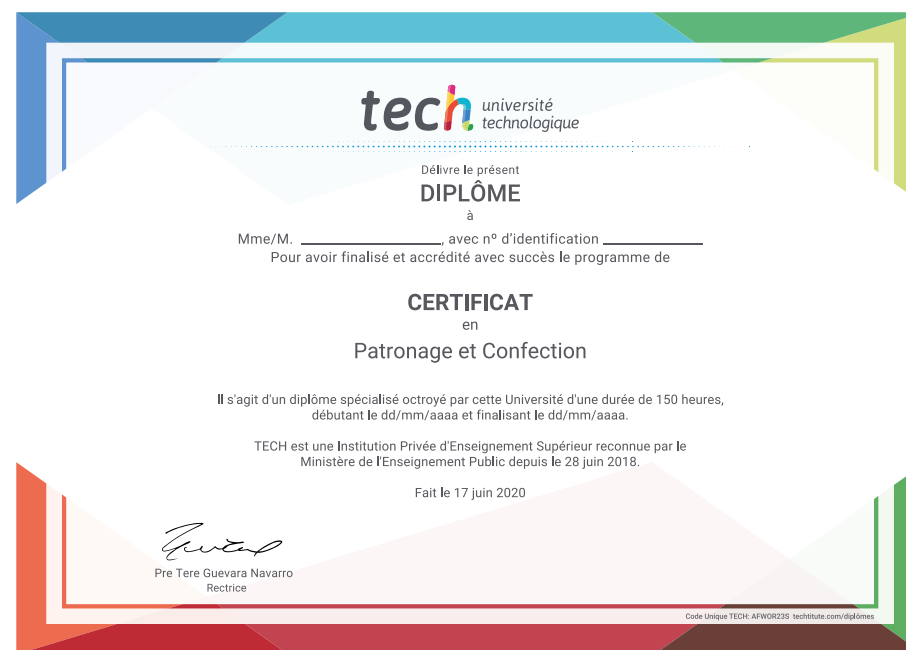 tech université
technologique
Délivre le présent
DIPLÔME
à
Mme/M. ____________________, avec nº d'identification ______________
Pour avoir finalisé et accrédité avec succès le programme de
CERTIFICAT
en
Patronage et Confection
Il s'agit d'un diplôme spécialisé octroyé par cette Université d'une durée de 150 heures,
débutant le dd/mm/aaaa et finalisant le dd/mm/aaaa.
TECH est une Institution Privée d'Enseignement Supérieur reconnue par le
Ministère de l'Enseignement Public depuis le 28 juin 2018.
Fait le 17 juin 2020
Pre Tere Guevara Navarro
Rectrice
Code Unique TECH: AFWOR23S techtitute.com/diplômes